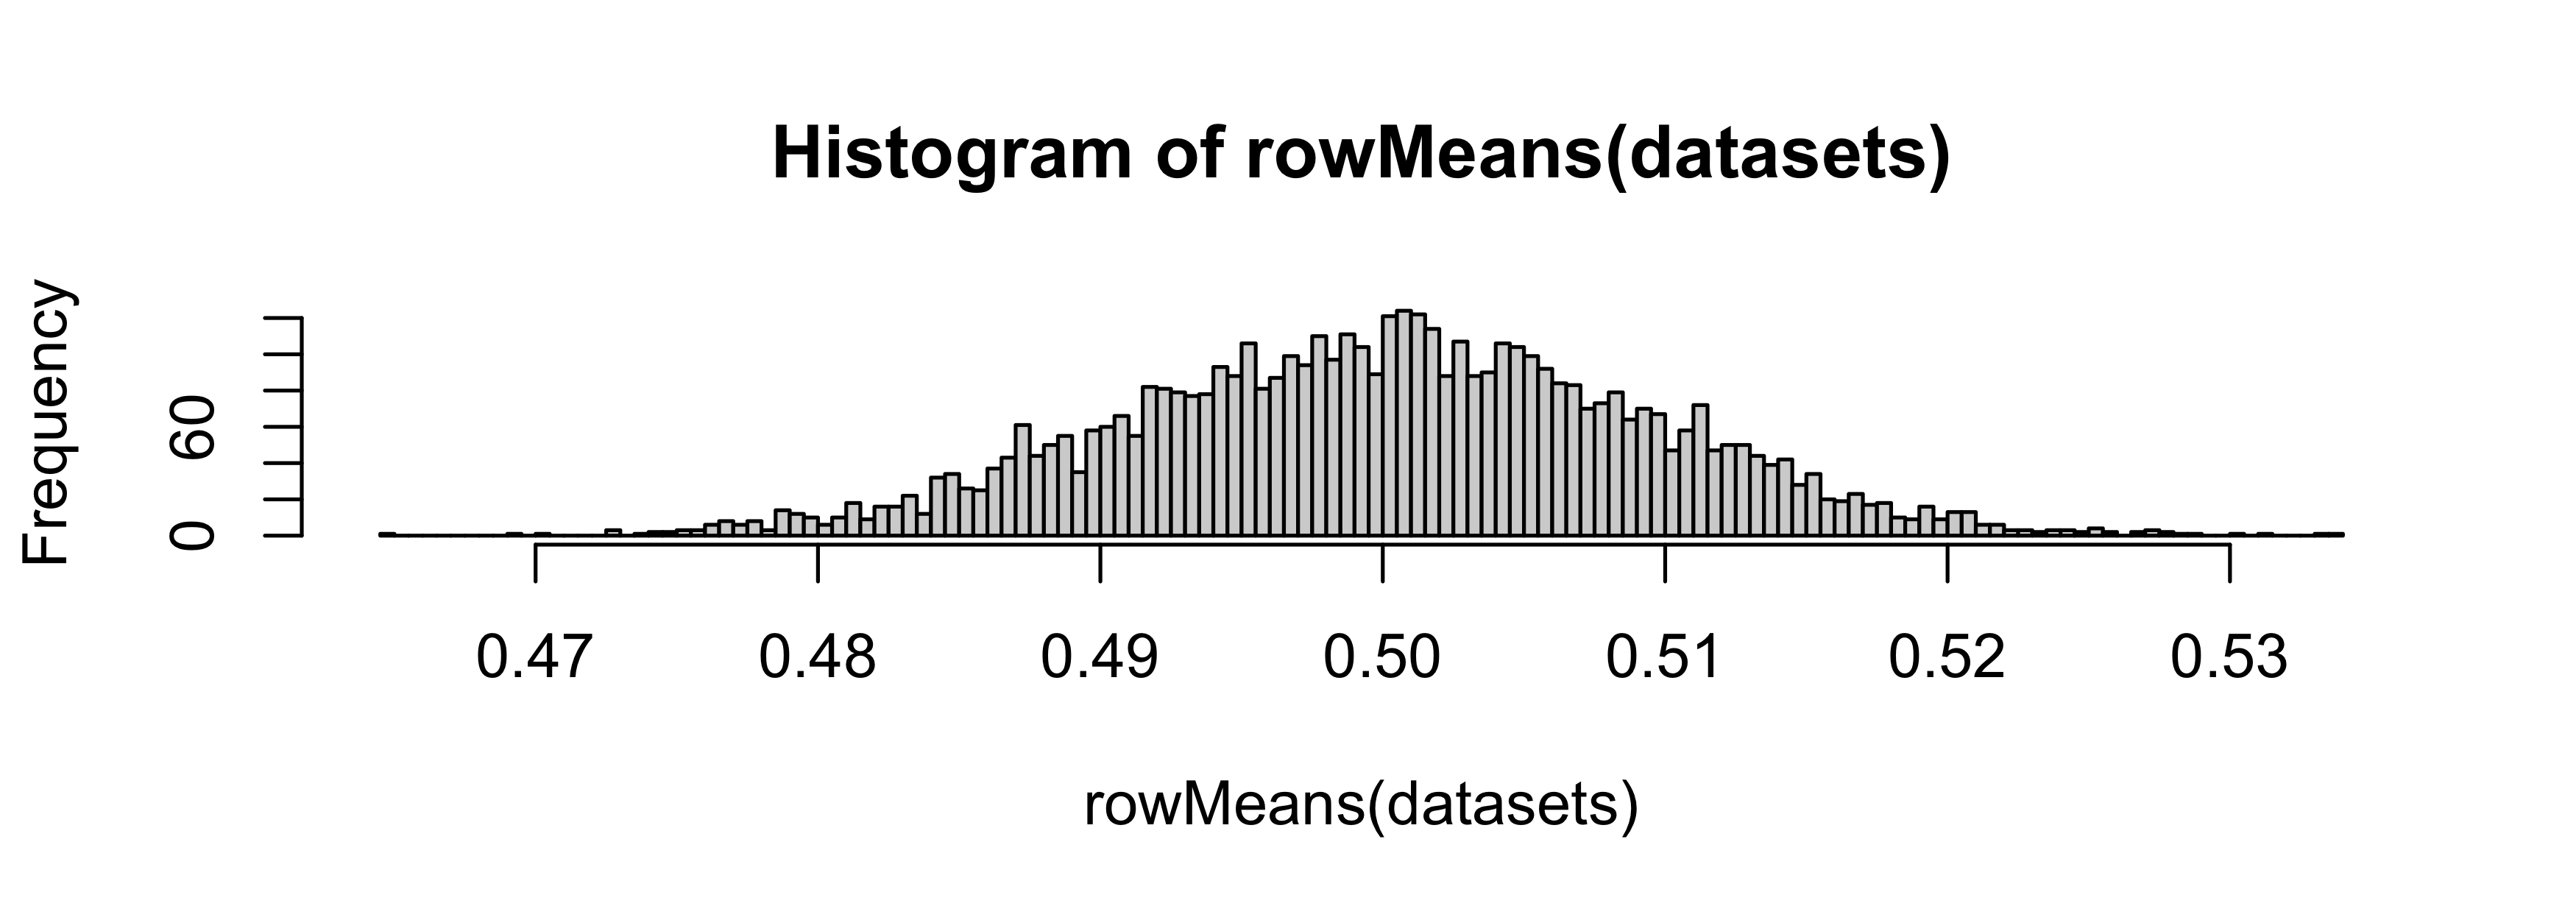 Histogram of rowMeans(datasets)
Frequency
0 60
0.47 0.48 0.49 0.50 0.51 0.52 0.53
rowMeans(datasets)